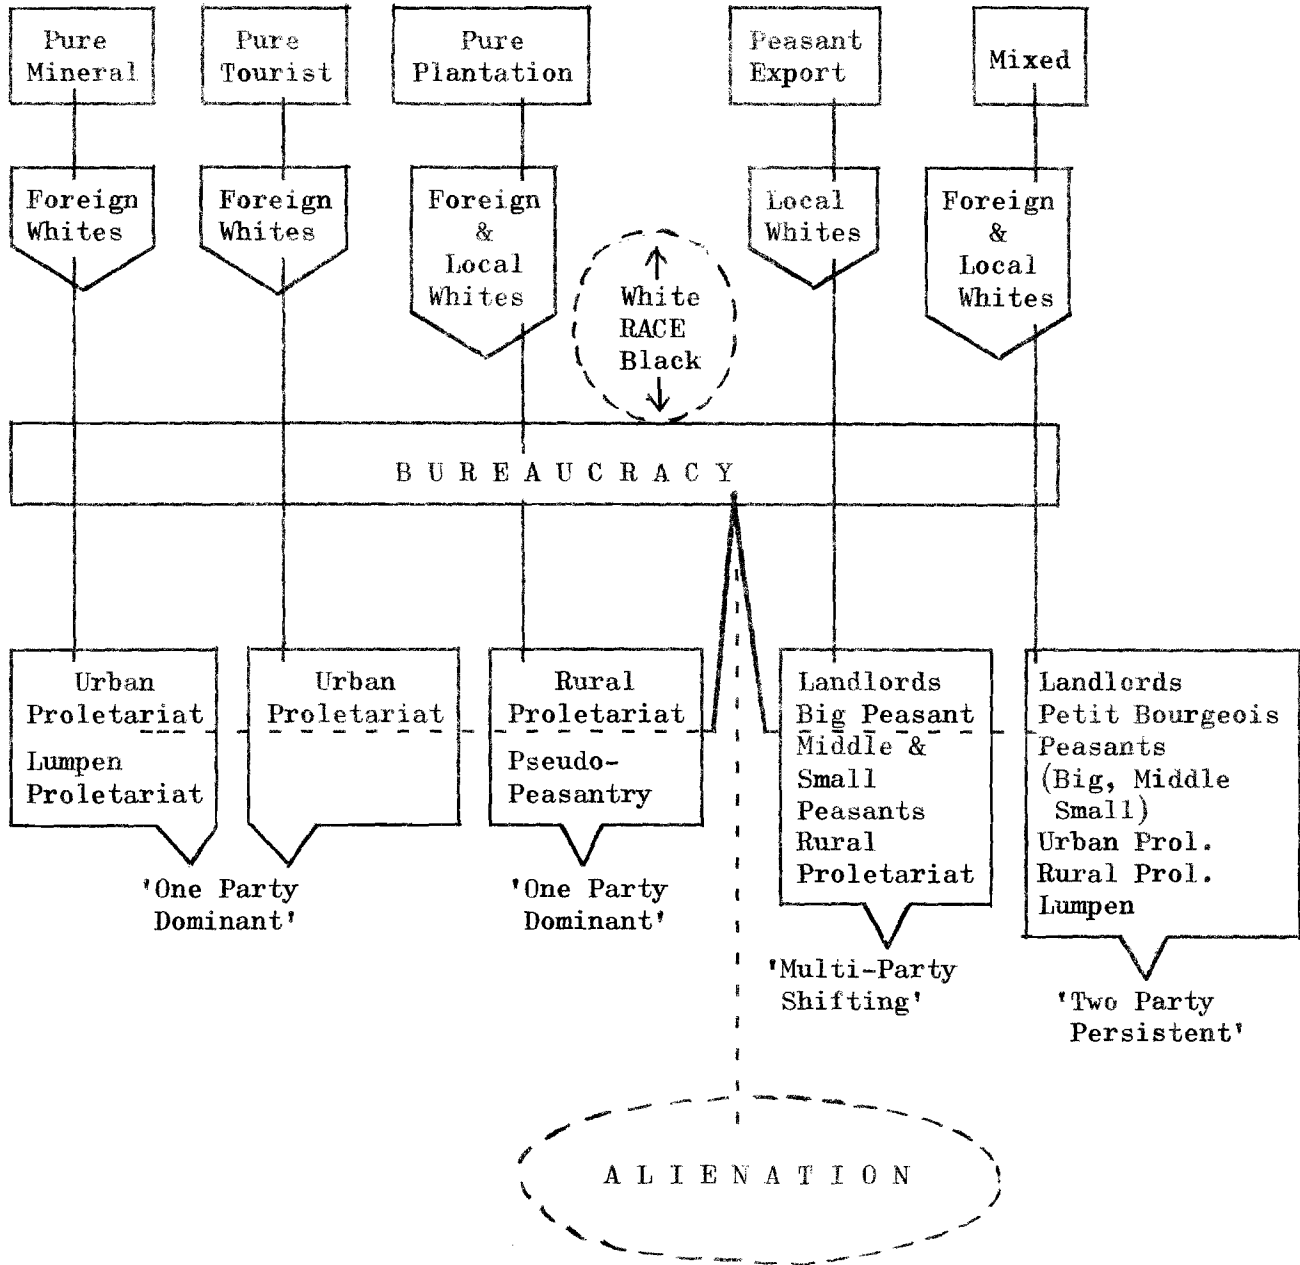 Pure
Mineral
Pure
Tourist
Pure
Plantation
Peasant
Export
Mixed
Foreign
Whites
Foreign
Whites
Foreign
&
Local
Whites
White
RACE
Black
Local
Whites
Foreign
&
Local
Whites
BUREAUCRACY
Urban
Proletariat
Lumpen
Proletariat
Urban
Proletariat
Rural
Proletariat
Pseudo-
Peasantry
Landlords
Big Peasant
Middle &
Small
Peasants
Rural
Proletariat
Landlords
Petit Bourgeois
Peasants
(Big, Middle
Small)
Urban Prol.
Rural Prol.
Lumpen
'One Party
Dominant'
'One Party
Dominant'
'Multi-Party
Shifting'
'Two Party
Persistent'
ALIENATION